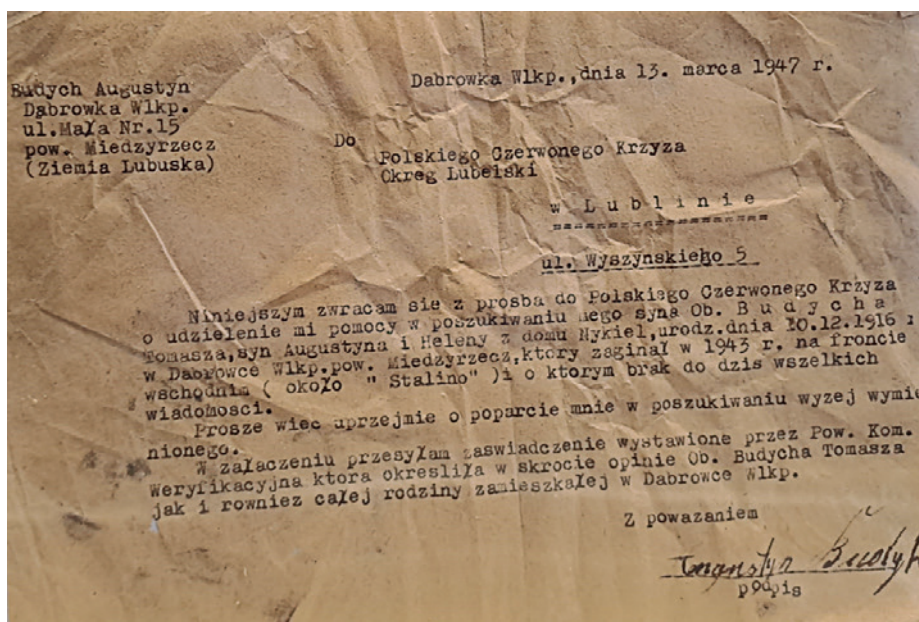 Budych Augustyn
Dabrowka Wlkp.
ul.Mała Nr.15
pow. Miedzyrzecz
(Ziemia Lubuska)
Dabrowka Wlkp.,dnia 13. marca 1947 r.
Do
Polskiego Czerwonego Krzyza
Okreg Lubelski
w L u b l i n i e
====================
ul. Wyszynskiego 5
Niniejszym zwracam sie z prosba do Polskiego Czerwonego Krzyza
o udzielenie mi pomocy w poszukiwaniu mego syna Ob. B u d y c h a
Tomasza,syn Augustyna i Heleny z domu Nykiel,urodz.dnia 10.12.1916 r
w Dabrowce Wlkp.pow. Miedzyrzecz,ktory zaginał w 1943 r. na froncie
wschodnim ( około " Stalino" )i o ktorym brak do dzis wszelkich
wiadomosci.
Prosze wiec uprzejmie o poparcie mnie w poszukiwaniu wyzej wymie
nionego.
W załaczeniu przesyłam zaswiadczenie wystawione przez Pow. Kom.
Weryfikacyjna ktora okresliła w skrocie opinie Ob. Budycha Tomasza
jak i rowniez całej rodziny zamieszkałej w Dabrowce Wlkp.
Z powazaniem
Augustyn Budych
podpis